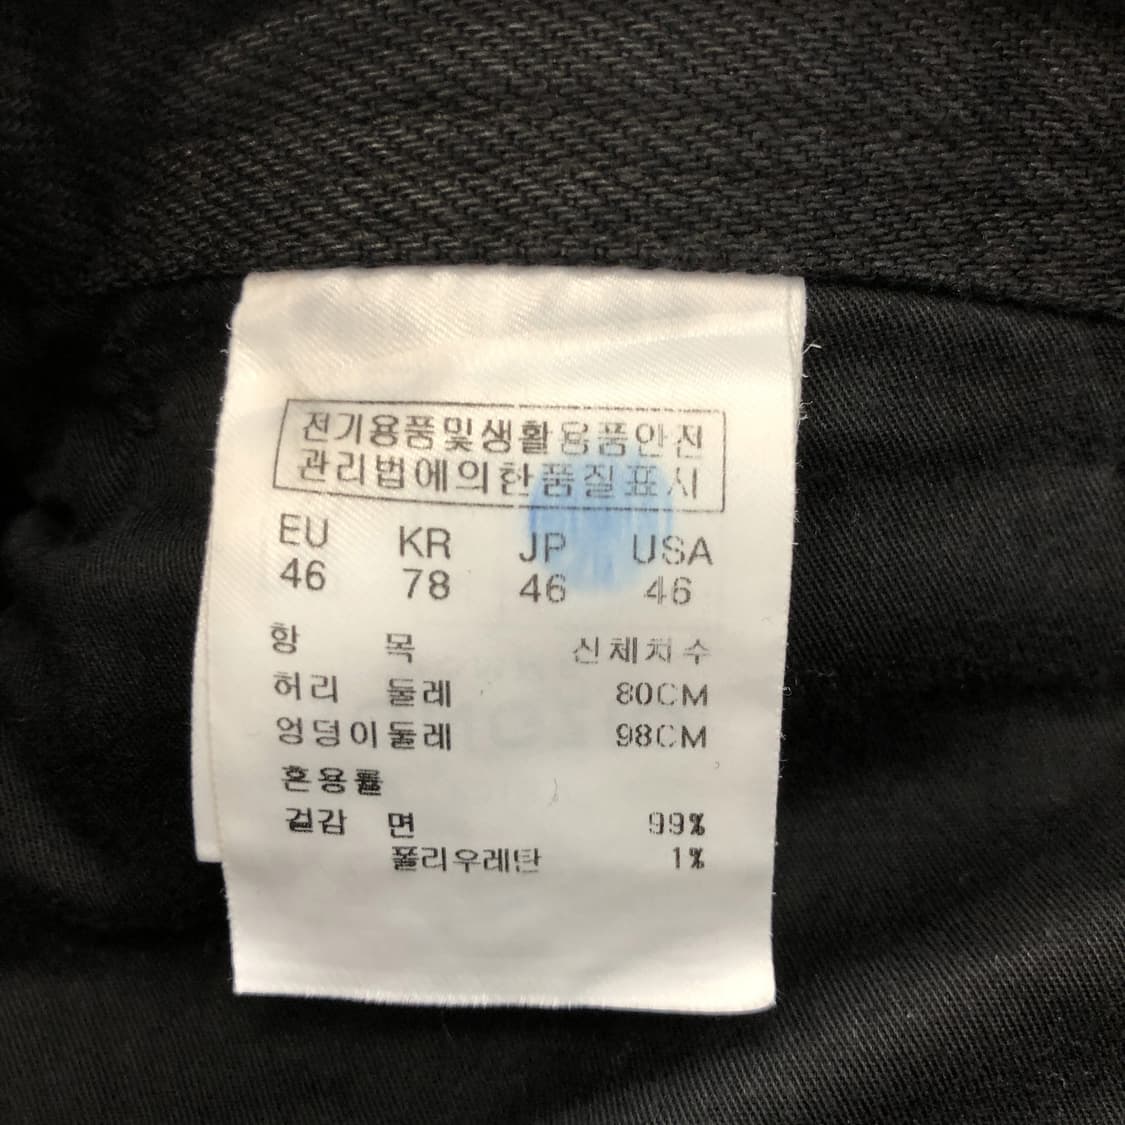 전기용품및생활용품안전
관리법에의한품질표시
EU KR JP USA
46 78 46 46
항 목 신체치수
허리 둘레 80CM
엉덩이둘레 98CM
혼용률
겉감 면 99%
폴리우레탄 1%